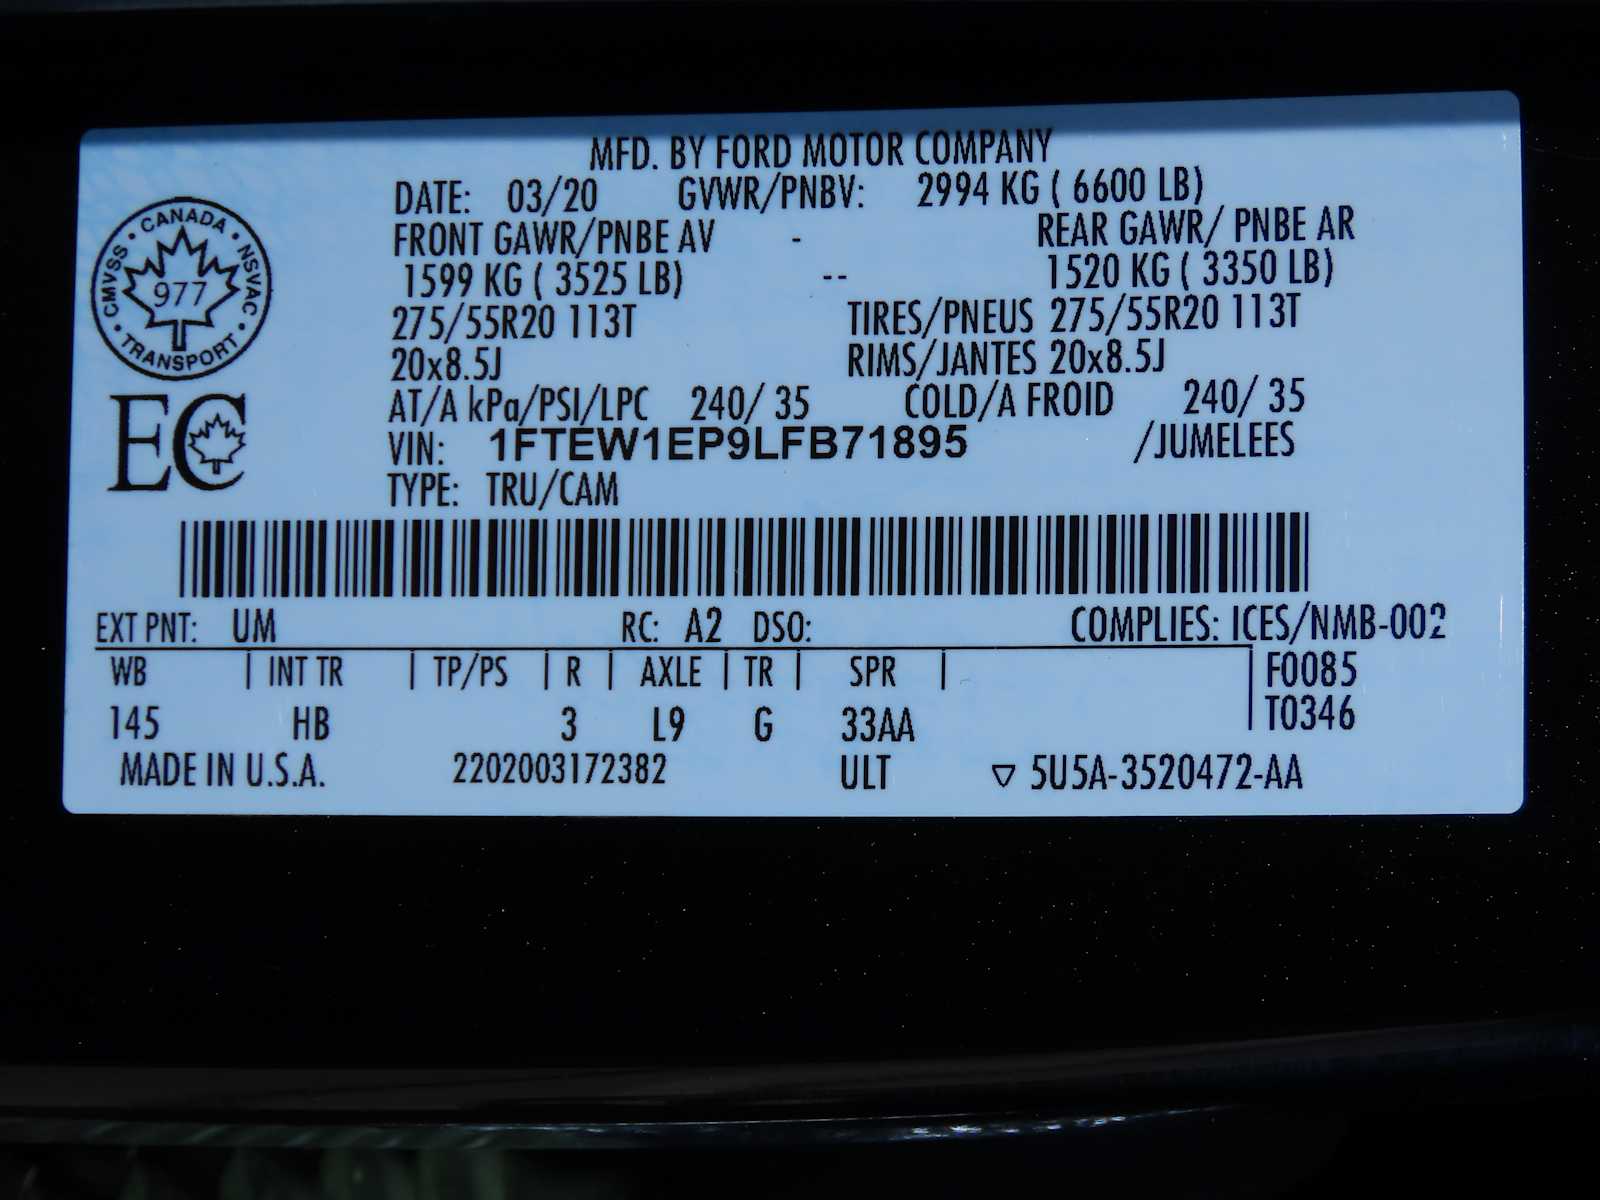 MFD. BY FORD MOTOR COMPANY
DATE: 03/20 GVWR/PNBV: 2994 KG ( 6600 LB)
FRONT GAWR/PNBE AV - REAR GAWR/ PNBE AR
1599 KG ( 3525 LB) -- 1520 KG ( 3350 LB)
275/55R20 113T TIRES/PNEUS 275/55R20 113T
20x8.5J RIMS/JANTES 20x8.5J
AT/A kPa/PSI/LPC 240/ 35 COLD/A FROID 240/ 35
VIN: 1FTEW1EP9LFB71895 /JUMELEES
TYPE: TRU/CAM
CANADA
CMVSS 977 NSVAC
TRANSPORT
EC
EXT PNT: UM RC: A2 DSO: COMPLIES: ICES/NMB-002
WB | INT TR | TP/PS | R | AXLE | TR | SPR | F0085
145 HB 3 L9 G 33AA T0346
MADE IN U.S.A. 2202003172382 ULT ▽ 5U5A-3520472-AA